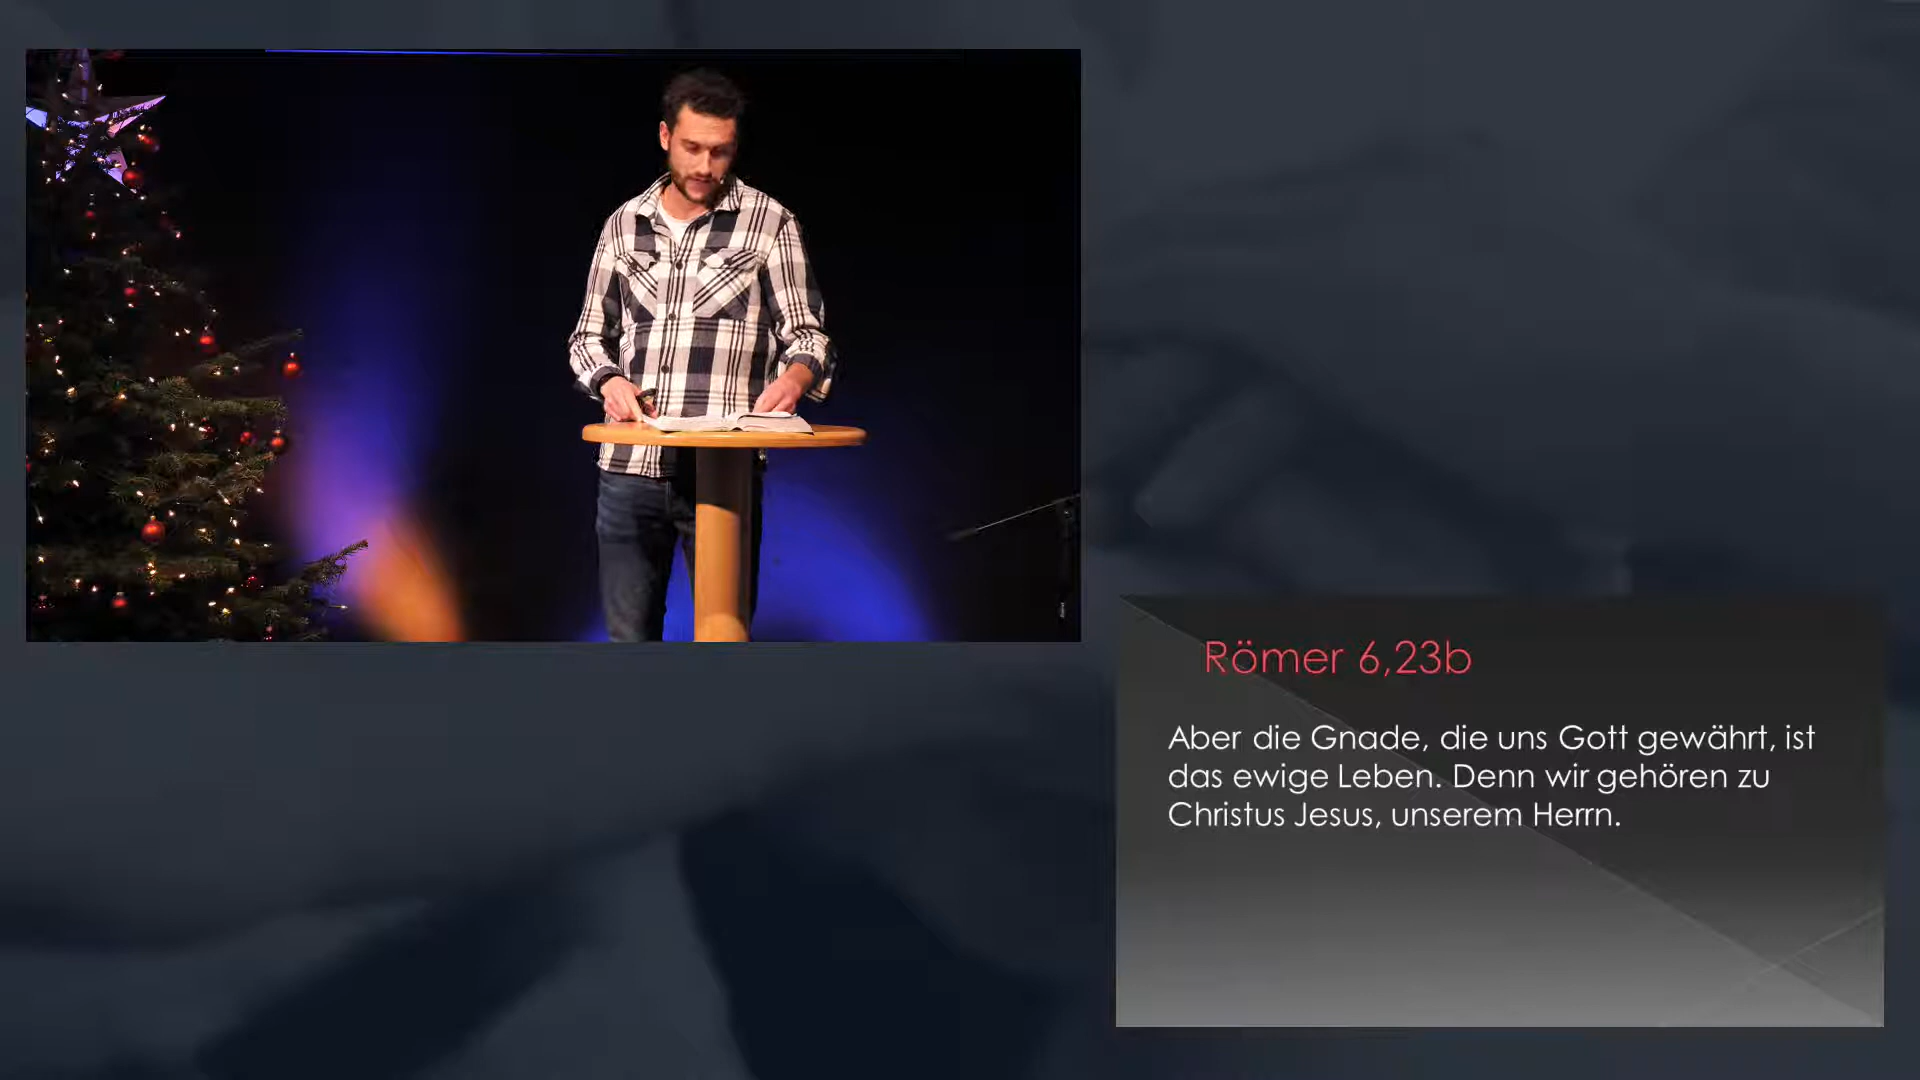 Römer 6,23b
Aber die Gnade, die uns Gott gewährt, ist
das ewige Leben. Denn wir gehören zu
Christus Jesus, unserem Herrn.